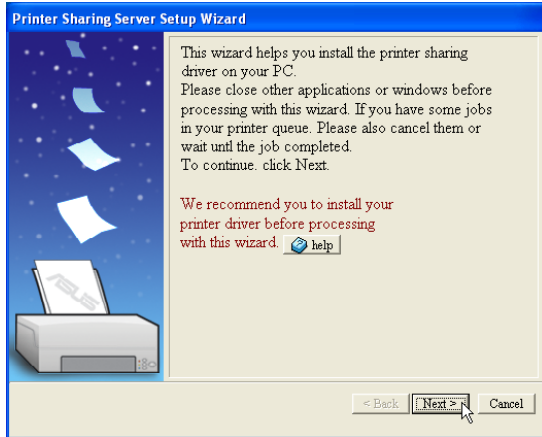 Printer Sharing Server Setup Wizard
This wizard helps you install the printer sharing
driver on your PC.
Please close other applications or windows before
processing with this wizard. If you have some jobs
in your printer queue. Please also cancel them or
wait untl the job completed.
To continue. click Next.
We recommend you to install your
printer driver before processing
with this wizard. help
ASUS
< Back Next > Cancel